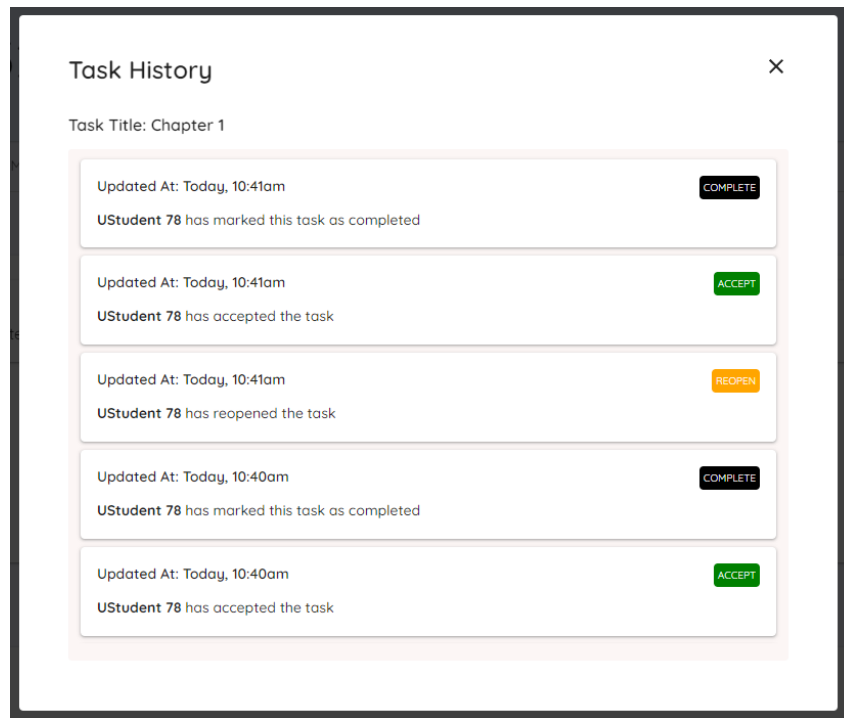 Task History
Task Title: Chapter 1
Updated At: Today, 10:41am
COMPLETE
UStudent 78 has marked this task as completed
Updated At: Today, 10:41am
ACCEPT
UStudent 78 has accepted the task
Updated At: Today, 10:41am
REOPEN
UStudent 78 has reopened the task
Updated At: Today, 10:40am
COMPLETE
UStudent 78 has marked this task as completed
Updated At: Today, 10:40am
ACCEPT
UStudent 78 has accepted the task